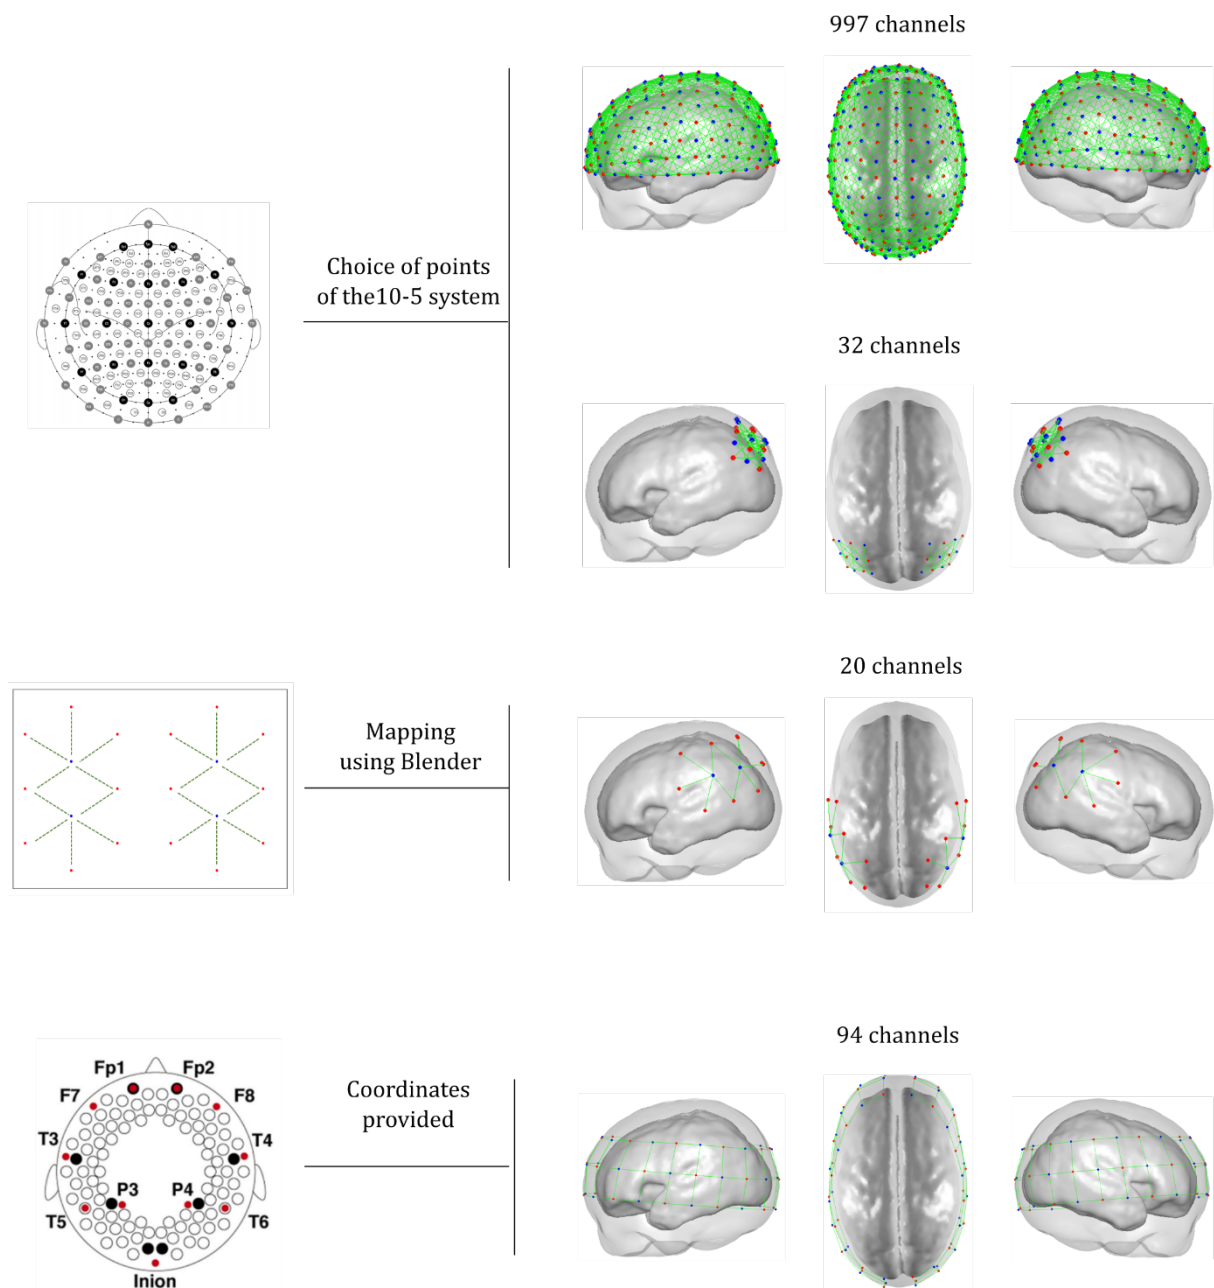 997 channels
Choice of points
of the10-5 system
32 channels
20 channels
Mapping
using Blender
94 channels
Fp1 Fp2
F7 F8
Coordinates
provided
T3 T4
P3 P4
T5 T6
Inion